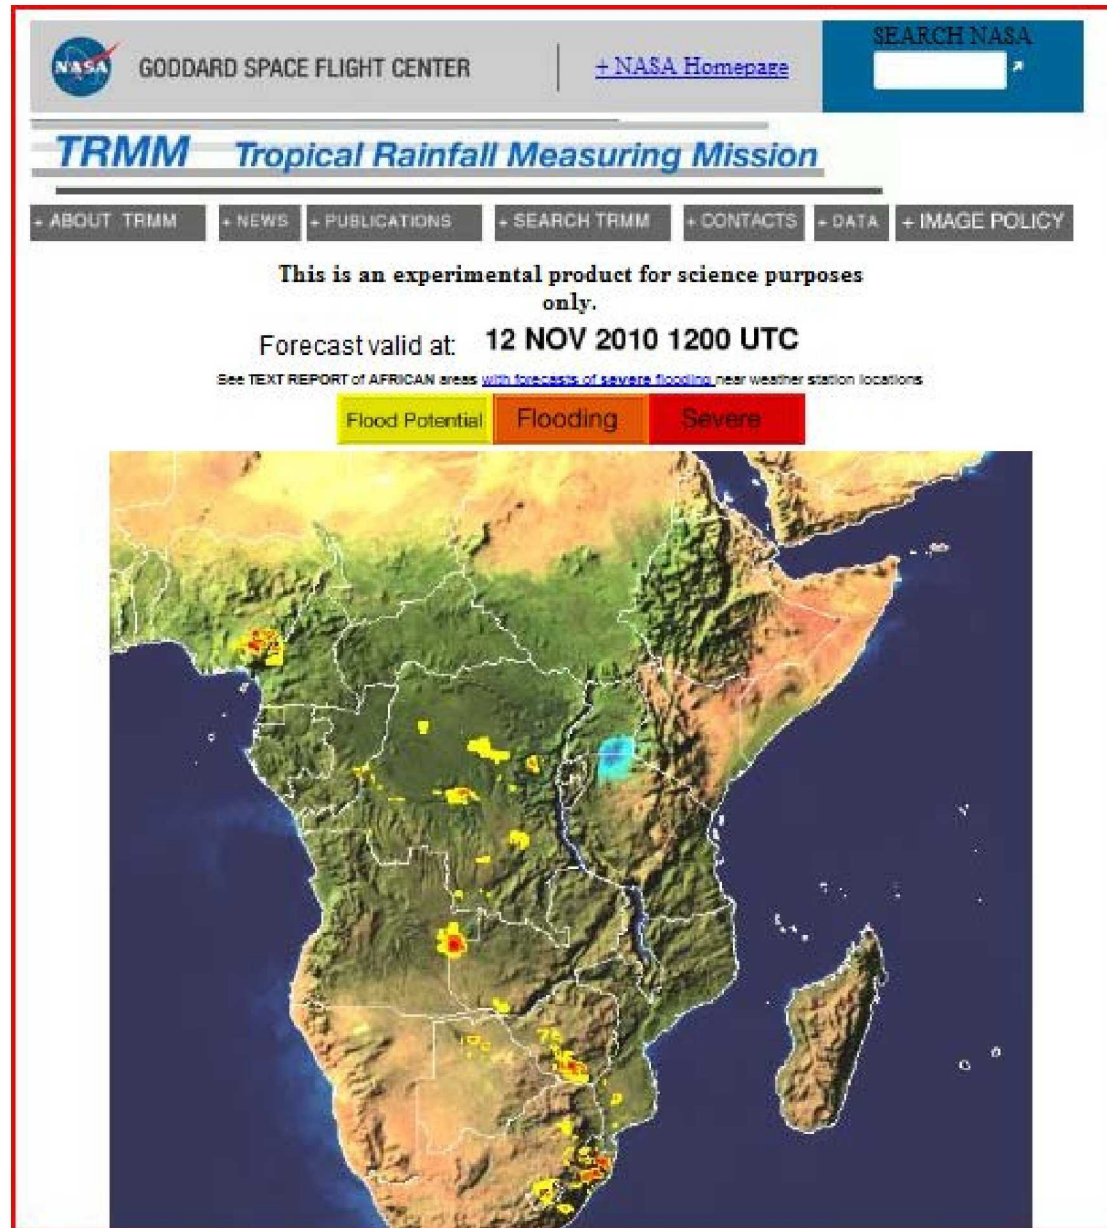 NASA
GODDARD SPACE FLIGHT CENTER
+ NASA Homepage
SEARCH NASA
TRMM Tropical Rainfall Measuring Mission
+ ABOUT TRMM + NEWS + PUBLICATIONS + SEARCH TRMM + CONTACTS + DATA + IMAGE POLICY
This is an experimental product for science purposes
only.
Forecast valid at: 12 NOV 2010 1200 UTC
See TEXT REPORT of AFRICAN areas with forecasts of severe flooding near weather station locations
Flood Potential Flooding Severe